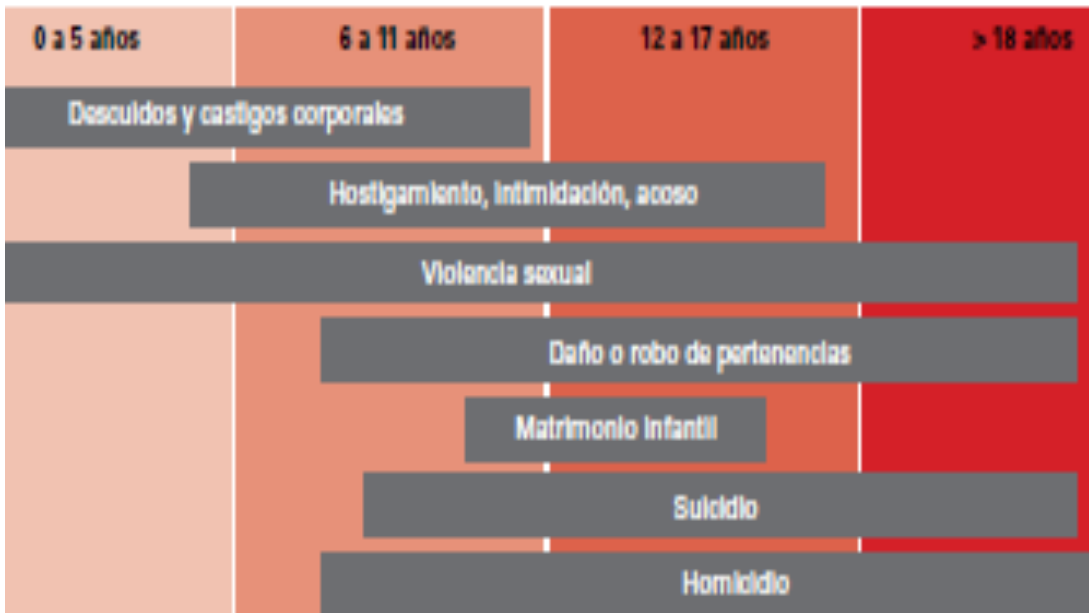 0 a 5 años
6 a 11 años
12 a 17 años
> 18 años
Descuidos y castigos corporales
Hostigamiento, intimidación, acoso
Violencia sexual
Daño o robo de pertenencias
Matrimonio infantil
Suicidio
Homicidio